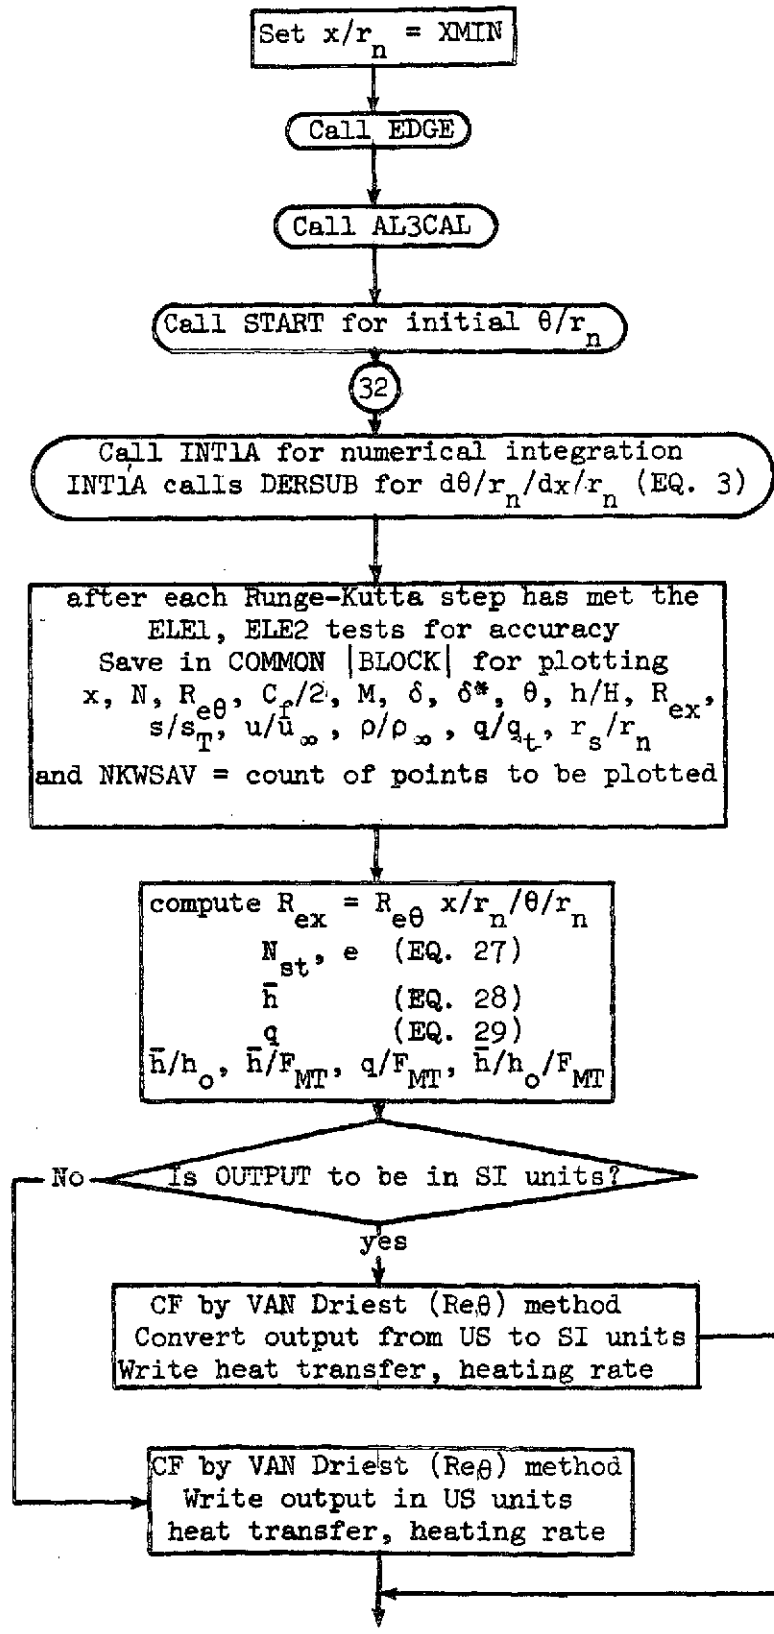 Set x/r_n = XMIN
Call EDGE
Call AL3CAL
Call START for initial θ/r_n
32
Call INT1A for numerical integration
INT1A calls DERSUB for dθ/r_n/dx/r_n (EQ. 3)
after each Runge-Kutta step has met the
ELE1, ELE2 tests for accuracy
Save in COMMON |BLOCK| for plotting
x, N, R_eθ, C_f/2, M, δ, δ*, θ, h/H, R_ex,
s/s_T, u/u_∞, ρ/ρ_∞, q/q_t, r_s/r_n
and NKWSAV = count of points to be plotted
compute R_ex = R_eθ x/r_n/θ/r_n
N_st, e (EQ. 27)
h̄ (EQ. 28)
q (EQ. 29)
h̄/h_o, h̄/F_MT, q/F_MT, h̄/h_o/F_MT
No
Is OUTPUT to be in SI units?
yes
CF by VAN Driest (Reθ) method
Convert output from US to SI units
Write heat transfer, heating rate
CF by VAN Driest (Reθ) method
Write output in US units
heat transfer, heating rate